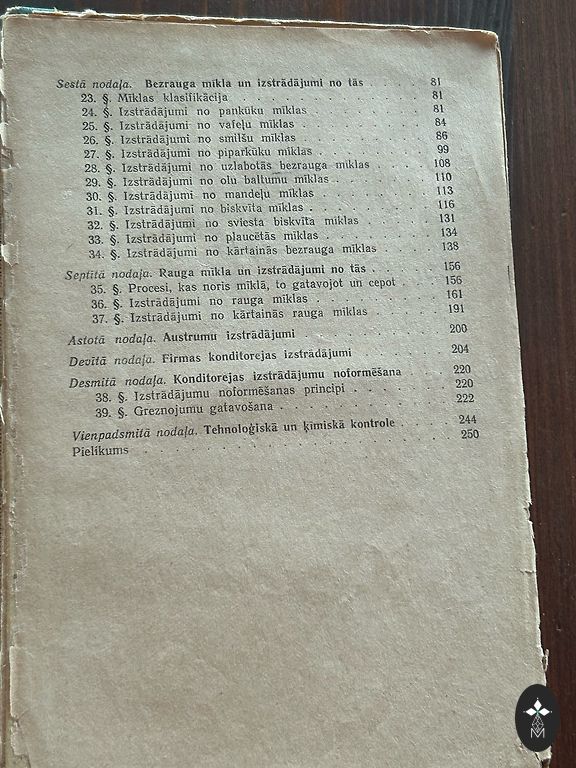 Sestā nodaļa. Bezrauga mīkla un izstrādājumi no tās . . . . . 81
23. §. Mīklas klasifikācija . . . . . . . . . . 81
24. §. Izstrādājumi no pankūku mīklas . . . . . . . 81
25. §. Izstrādājumi no vafeļu mīklas . . . . . . . 84
26. §. Izstrādājumi no smilšu mīklas . . . . . . . 86
27. §. Izstrādājumi no piparkūku mīklas . . . . . . . 99
28. §. Izstrādājumi no uzlabotās bezrauga mīklas . . . . 108
29. §. Izstrādājumi no olu baltumu mīklas . . . . . . 110
30. §. Izstrādājumi no mandeļu mīklas . . . . . . . 113
31. §. Izstrādājumi no biskvīta mīklas . . . . . . . 116
32. §. Izstrādājumi no sviesta biskvīta mīklas . . . . . 131
33. §. Izstrādājumi no plaucētās mīklas . . . . . . . 134
34. §. Izstrādājumi no kārtainās bezrauga mīklas . . . . 138
Septītā nodaļa. Rauga mīkla un izstrādājumi no tās . . . . . 156
35. §. Procesi, kas noris mīklā, to gatavojot un cepot . . . 156
36. §. Izstrādājumi no rauga mīklas . . . . . . . . 161
37. §. Izstrādājumi no kārtainās rauga mīklas . . . . . 191
Astotā nodaļa. Austrumu izstrādājumi . . . . . . . . 200
Devītā nodaļa. Firmas konditorejas izstrādājumi . . . . . . 204
Desmitā nodaļa. Konditorejas izstrādājumu noformēšana . . . 220
38. §. Izstrādājumu noformēšanas principi . . . . . . 220
39. §. Greznojumu gatavošana . . . . . . . . . 222
Vienpadsmitā nodaļa. Tehnoloģiskā un ķīmiskā kontrole . . . . 244
Pielikums . . . . . . . . . . . . . . . . 250